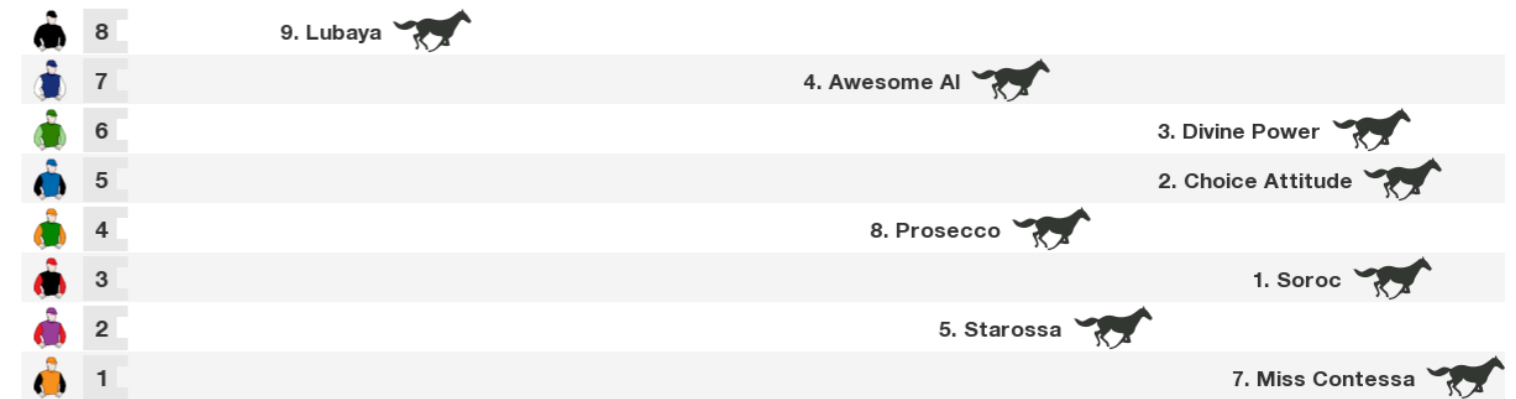 8 9. Lubaya
7 4. Awesome Al
6 3. Divine Power
5 2. Choice Attitude
4 8. Prosecco
3 1. Soroc
2 5. Starossa
1 7. Miss Contessa